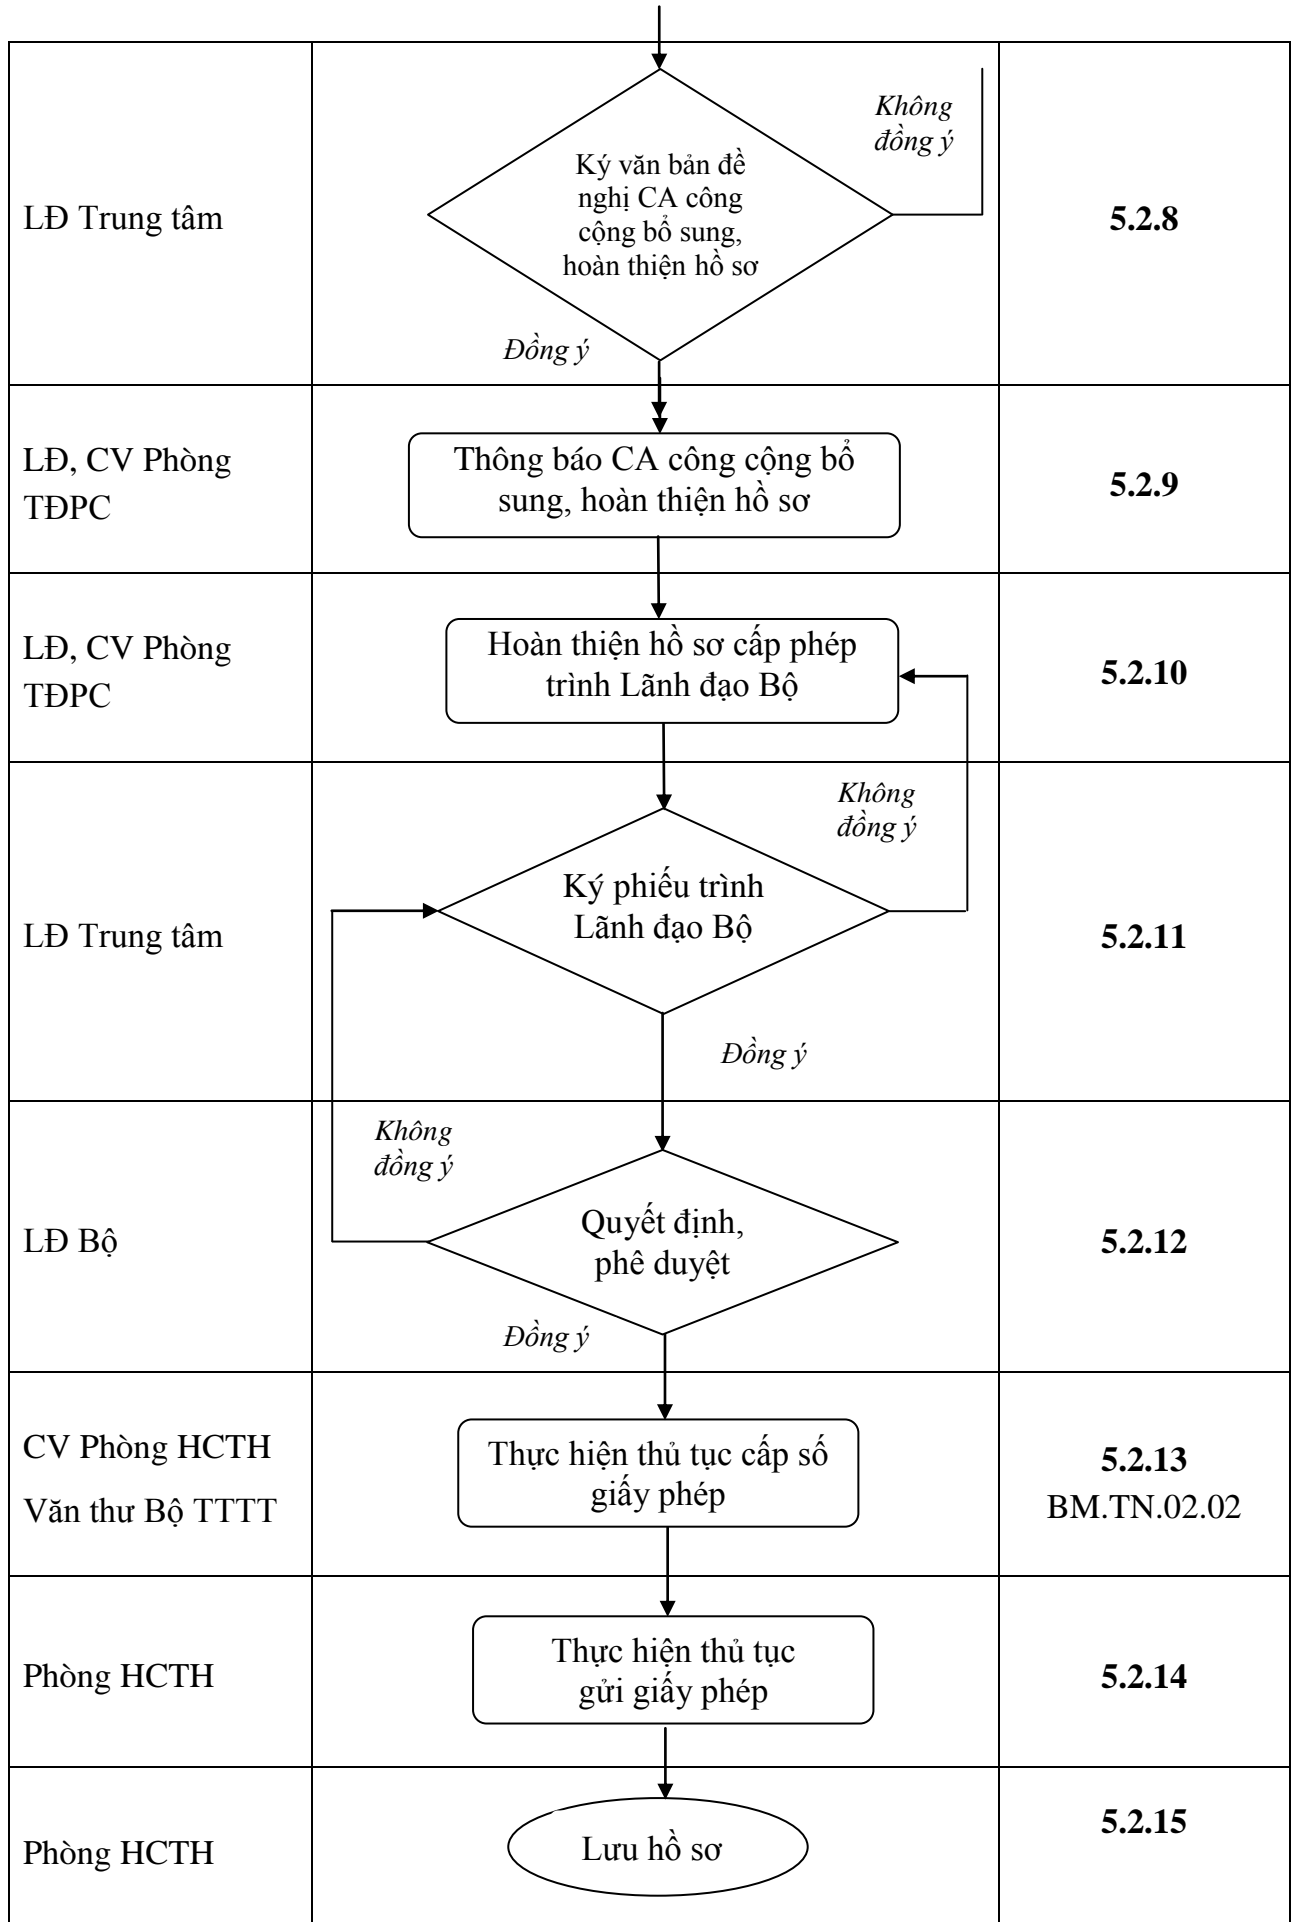 LĐ Trung tâm
Ký văn bản đề
nghị CA công
cộng bổ sung,
hoàn thiện hồ sơ
Không
đồng ý
Đồng ý
5.2.8
LĐ, CV Phòng
TĐPC
Thông báo CA công cộng bổ
sung, hoàn thiện hồ sơ
5.2.9
LĐ, CV Phòng
TĐPC
Hoàn thiện hồ sơ cấp phép
trình Lãnh đạo Bộ
5.2.10
LĐ Trung tâm
Không
đồng ý
Ký phiếu trình
Lãnh đạo Bộ
Đồng ý
5.2.11
LĐ Bộ
Không
đồng ý
Quyết định,
phê duyệt
Đồng ý
5.2.12
CV Phòng HCTH
Văn thư Bộ TTTT
Thực hiện thủ tục cấp số
giấy phép
5.2.13
BM.TN.02.02
Phòng HCTH
Thực hiện thủ tục
gửi giấy phép
5.2.14
Phòng HCTH
Lưu hồ sơ
5.2.15